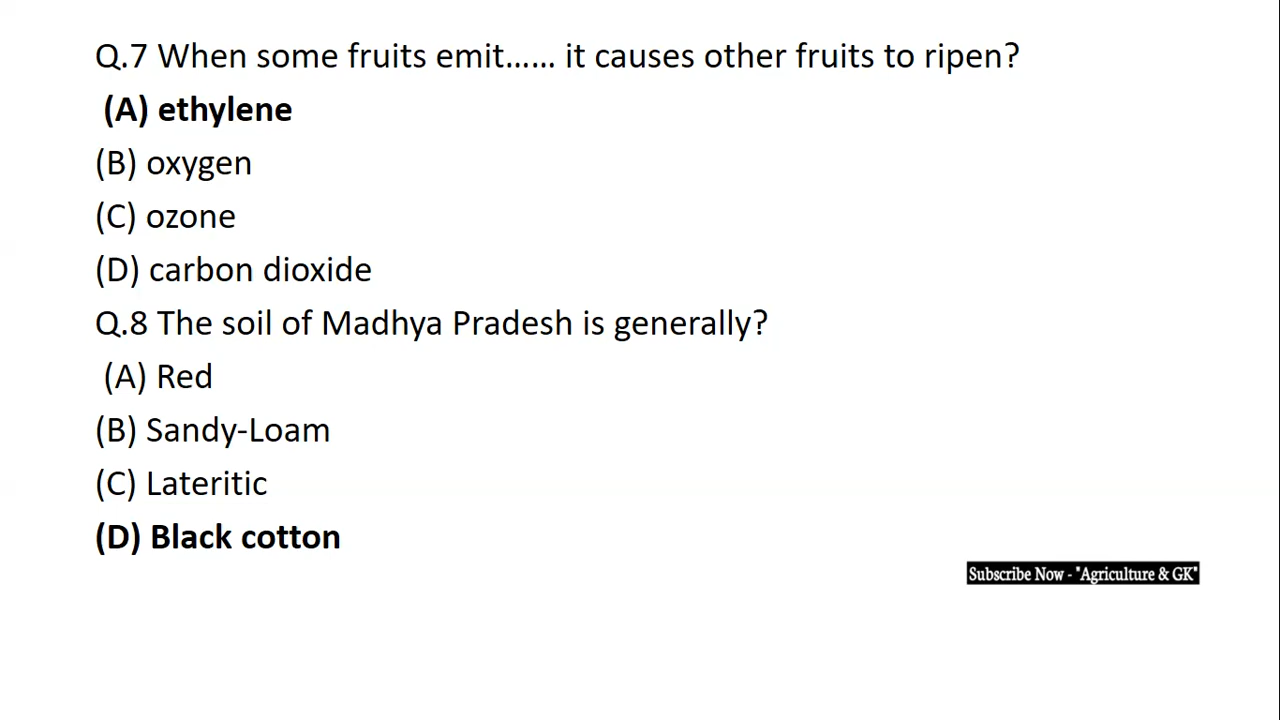 Q.7 When some fruits emit...... it causes other fruits to ripen?
(A) ethylene
(B) oxygen
(C) ozone
(D) carbon dioxide
Q.8 The soil of Madhya Pradesh is generally?
(A) Red
(B) Sandy-Loam
(C) Lateritic
(D) Black cotton
Subscribe Now - "Agriculture & GK"